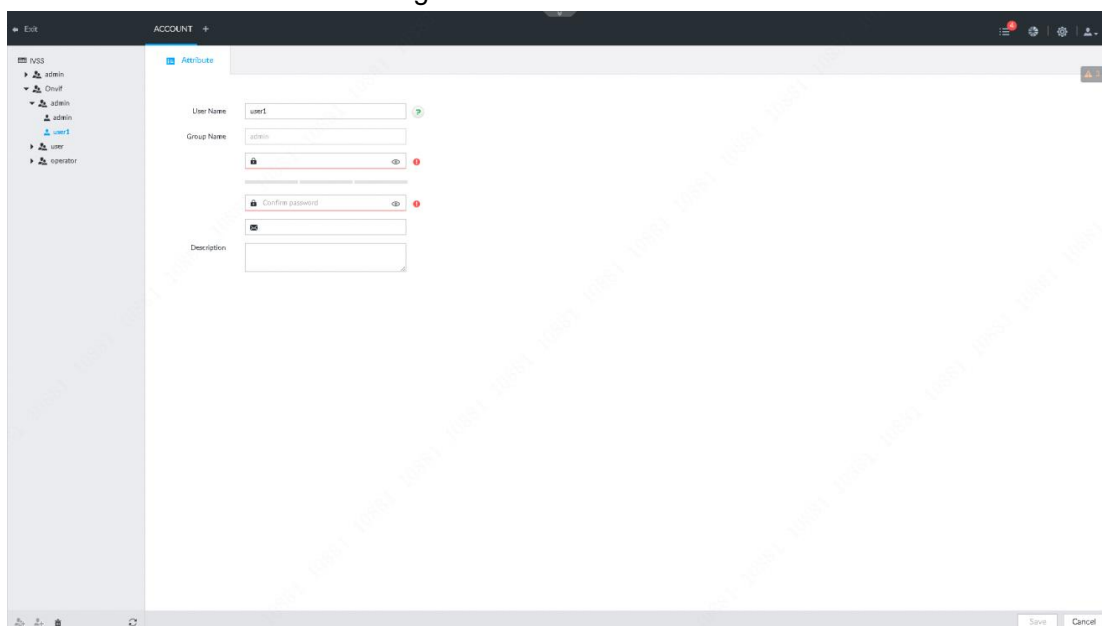 Exit
ACCOUNT +
4
IVSS
admin
Onvif
admin
admin
user1
user
operator
Attribute
User Name user1
Group Name admin
Confirm password
Description
Save Cancel